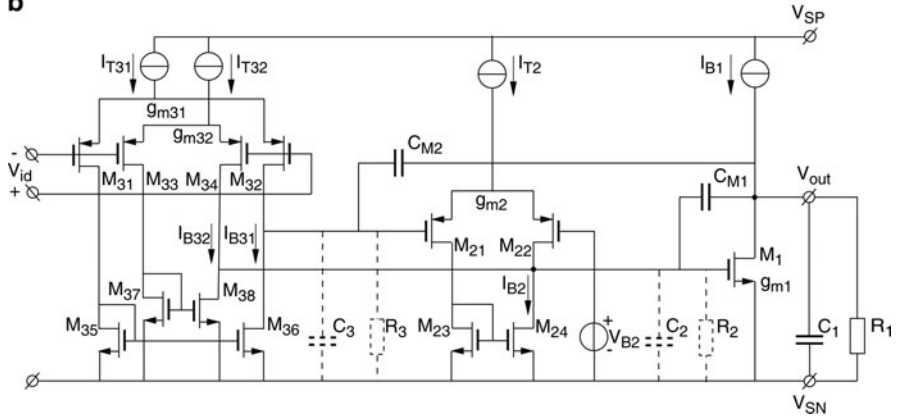 b
V_SP
I_T31
I_T32
I_T2
I_B1
g_m31
g_m32
C_M2
-
V_id
+
M_31
M_33
M_34
M_32
C_M1
V_out
g_m2
I_B32
I_B31
M_21
M_22
M_1
g_m1
M_37
M_38
I_B2
M_35
M_36
C_3
R_3
M_23
M_24
+
V_B2
-
C_2
R_2
C_1
R_1
V_SN